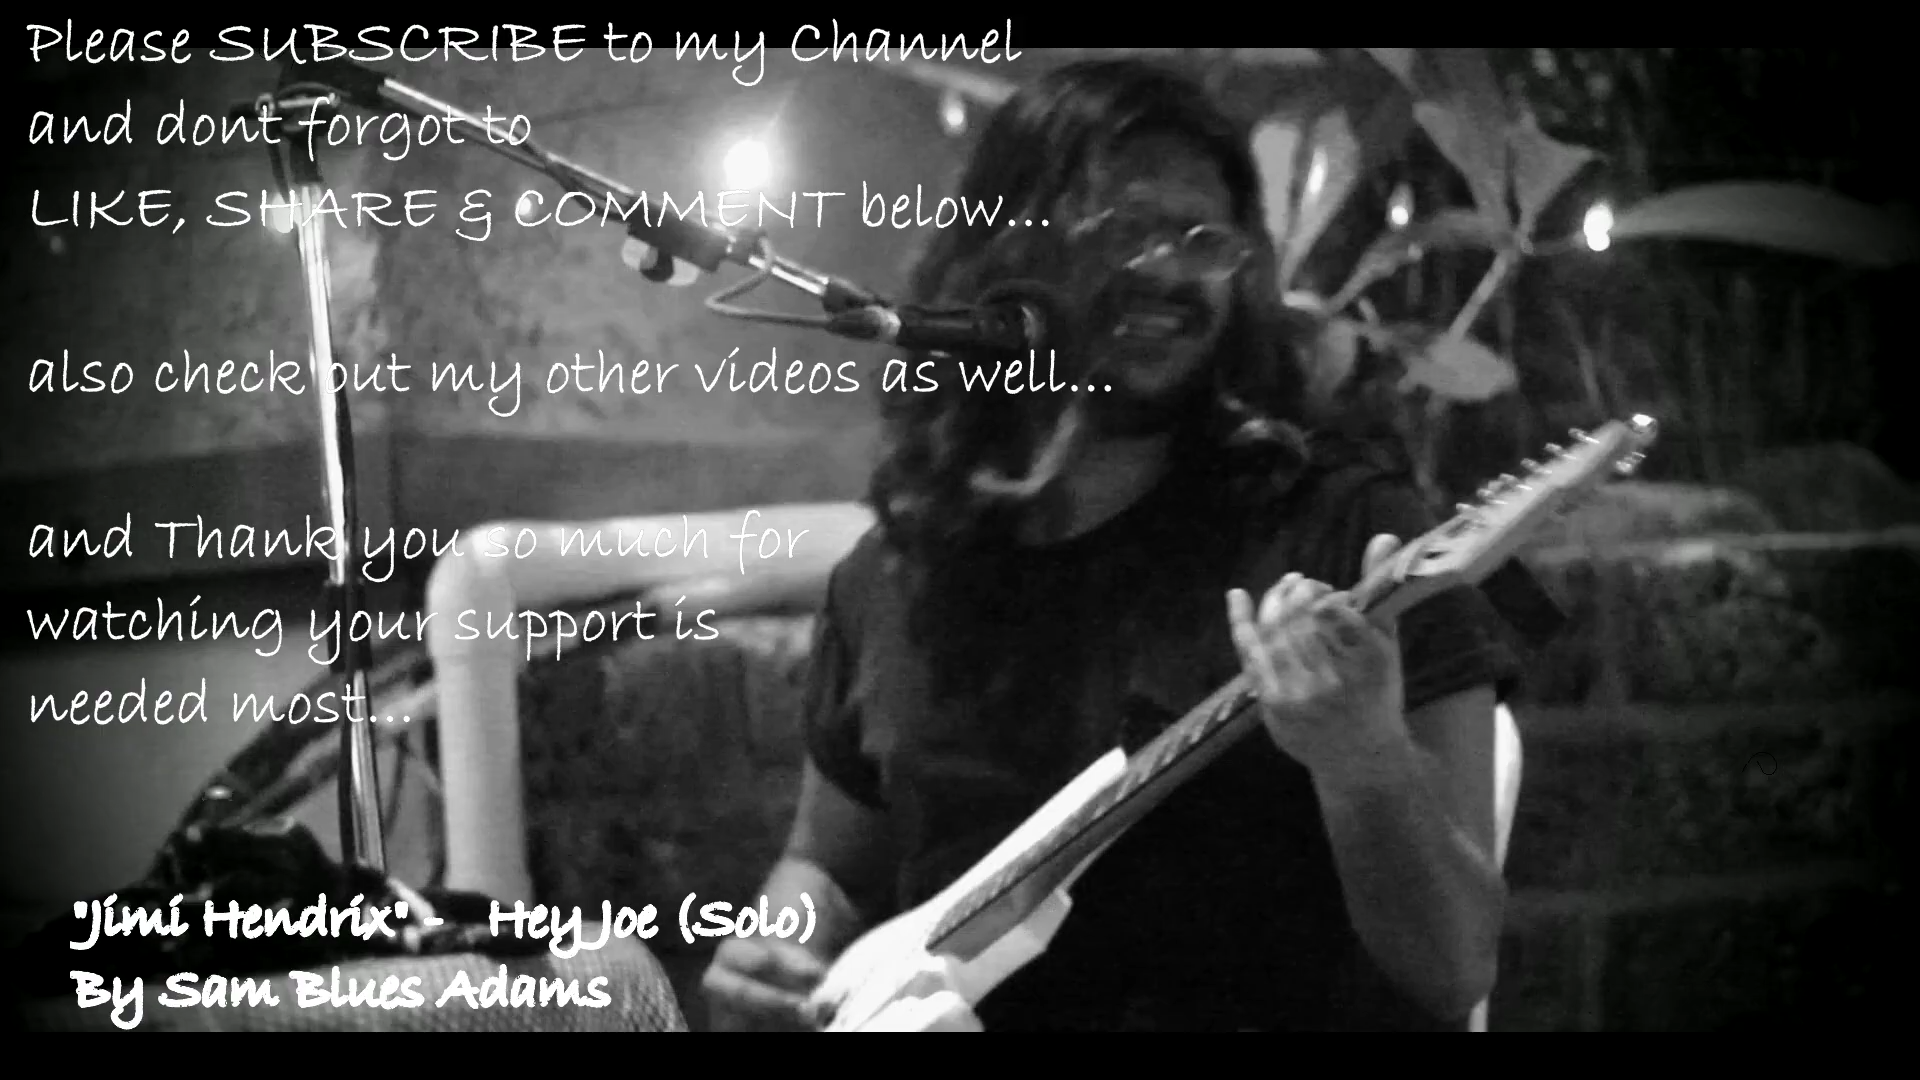 Please SUBSCRIBE to my Channel
and dont forgot to
LIKE, SHARE & COMMENT below...
also check out my other videos as well...
and Thank you so much for
watching your support is
needed most...
"Jimi Hendrix" - Hey Joe (Solo)
By Sam Blues Adams